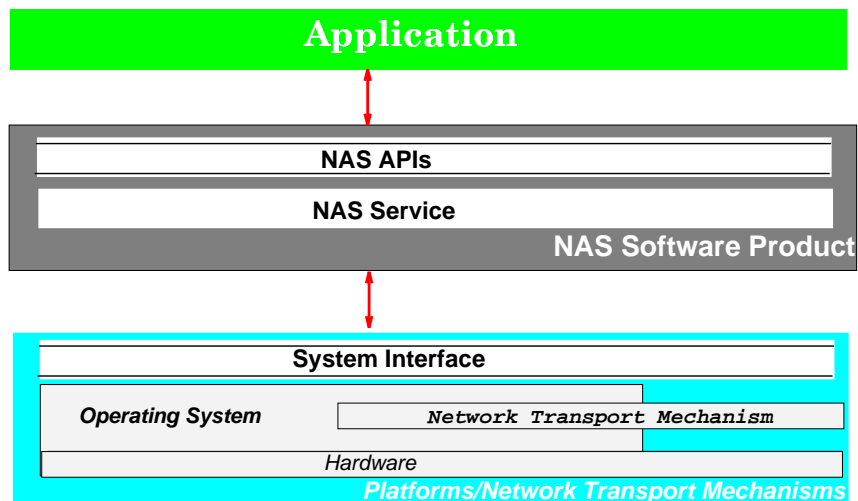 Application
NAS APIs
NAS Service
NAS Software Product
System Interface
Operating System
Network Transport Mechanism
Hardware
Platforms/Network Transport Mechanisms